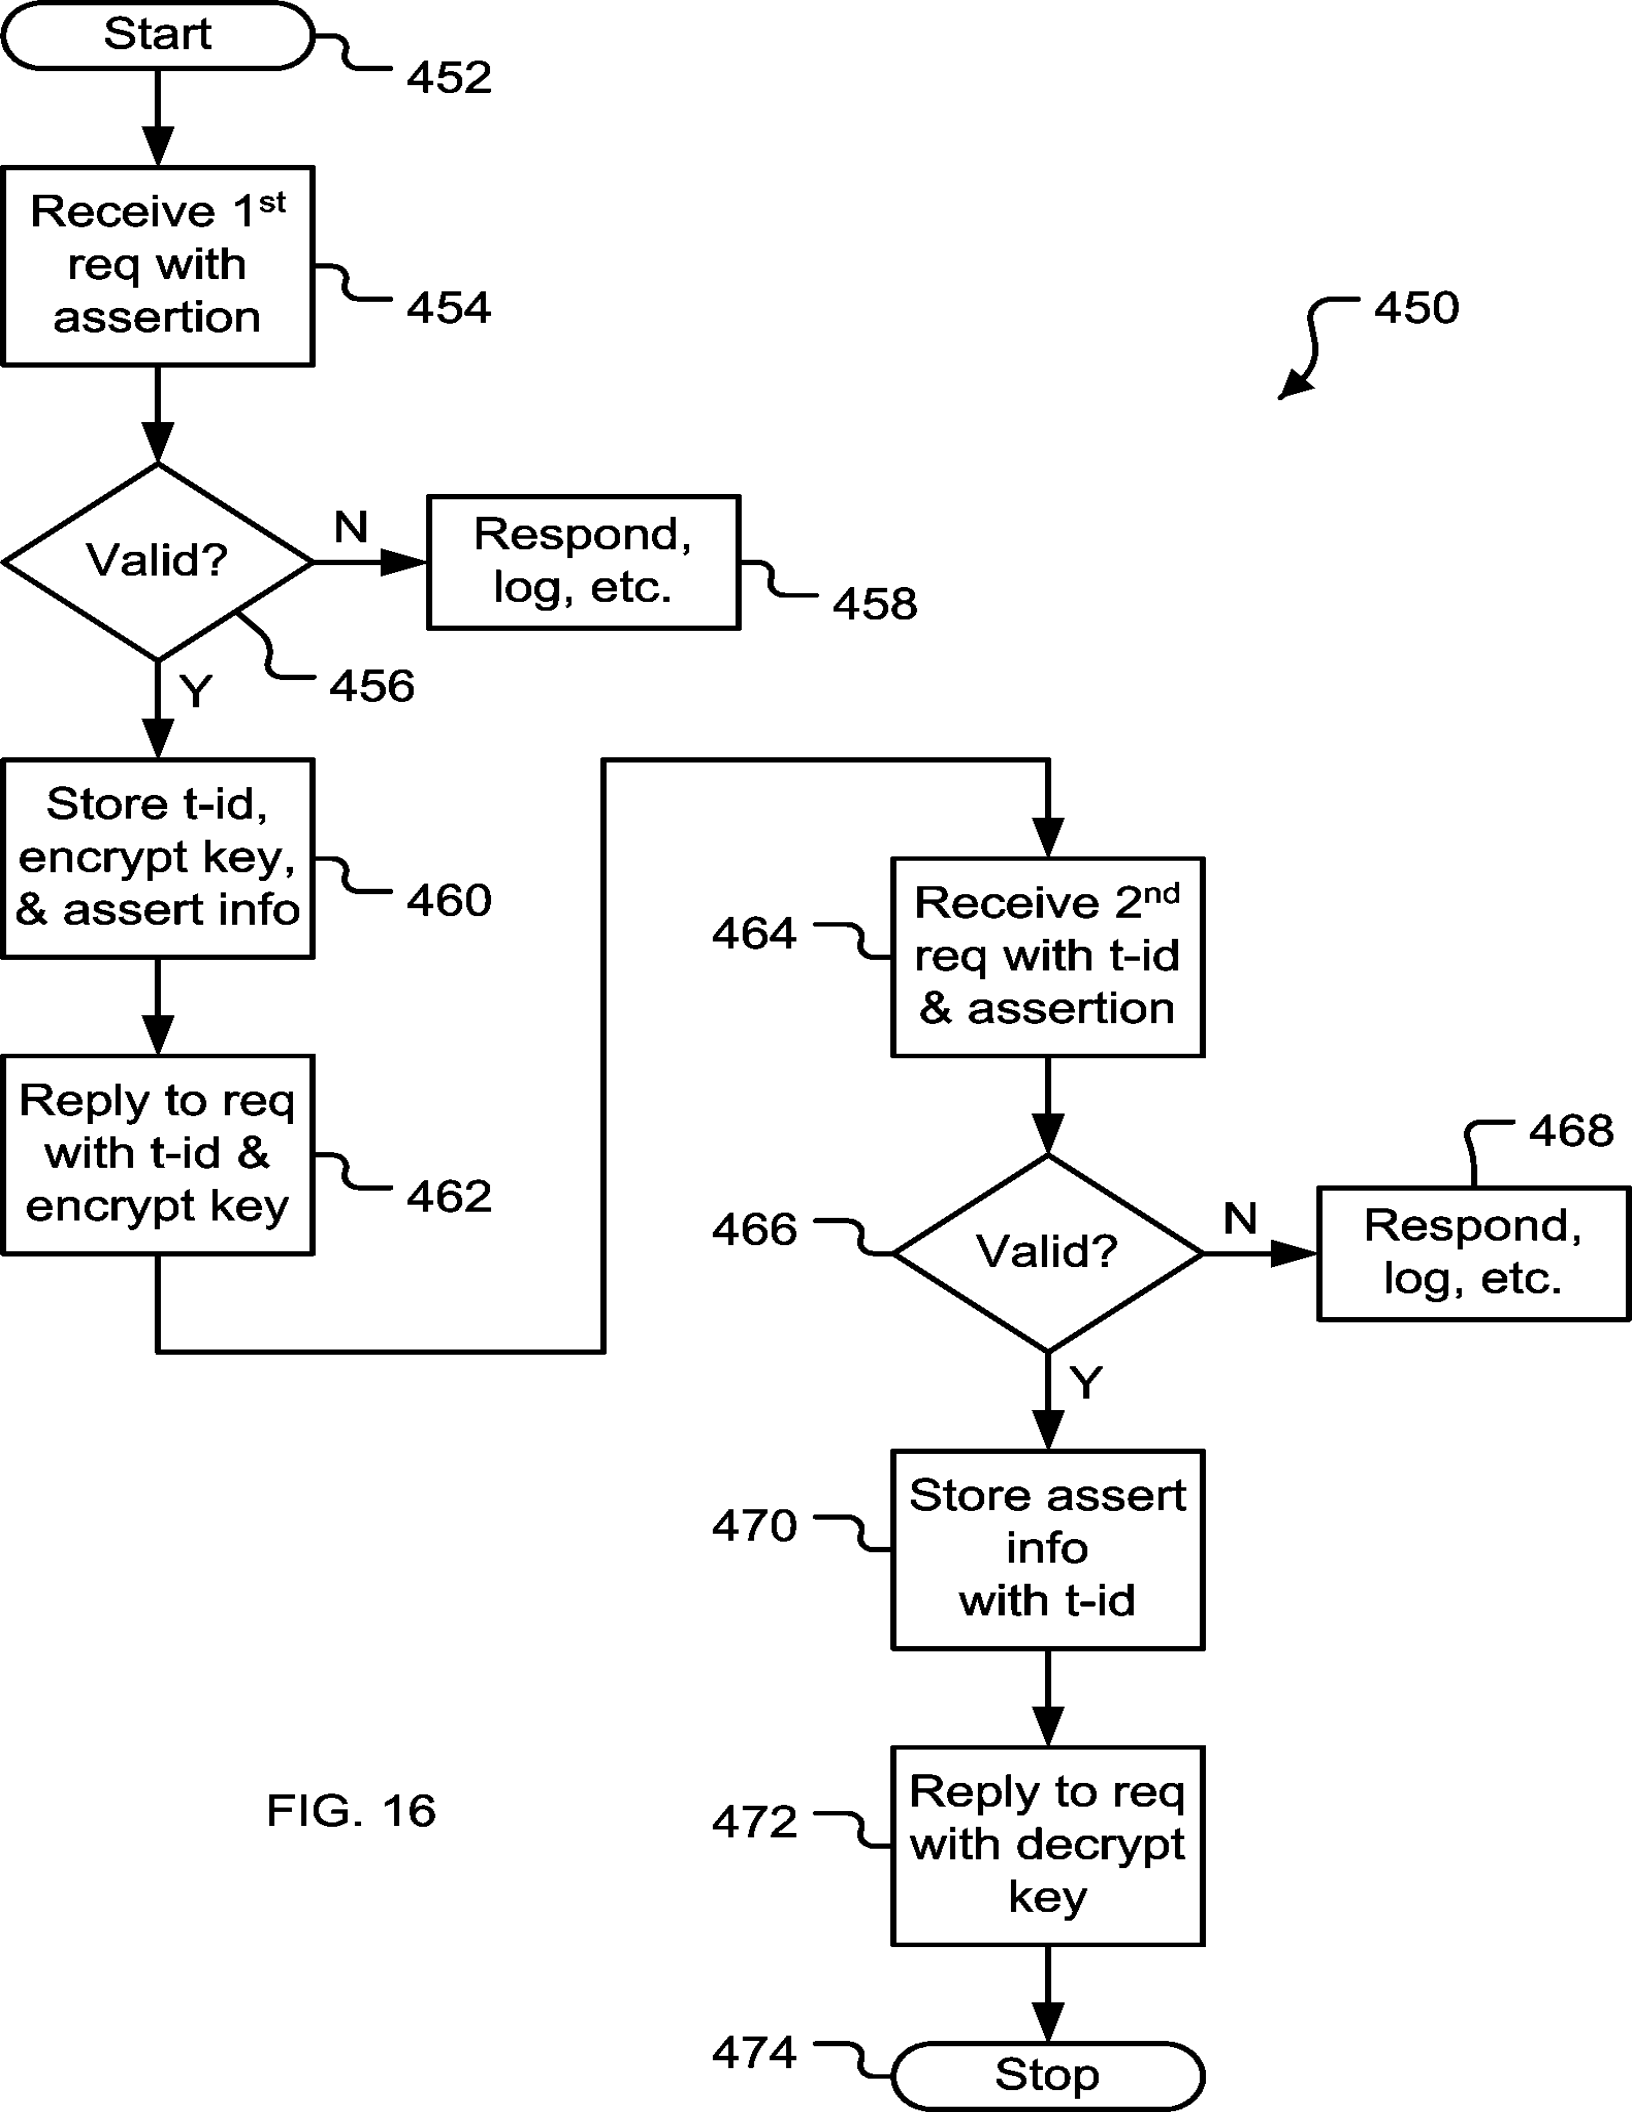 Start
452
Receive 1st
req with
assertion
454
450
Valid?
N
Respond,
log, etc.
458
456
Y
Store t-id,
encrypt key,
& assert info
460
Reply to req
with t-id &
encrypt key
462
464
Receive 2nd
req with t-id
& assertion
466
Valid?
N
468
Respond,
log, etc.
Y
470
Store assert
info
with t-id
472
Reply to req
with decrypt
key
474
Stop
FIG. 16